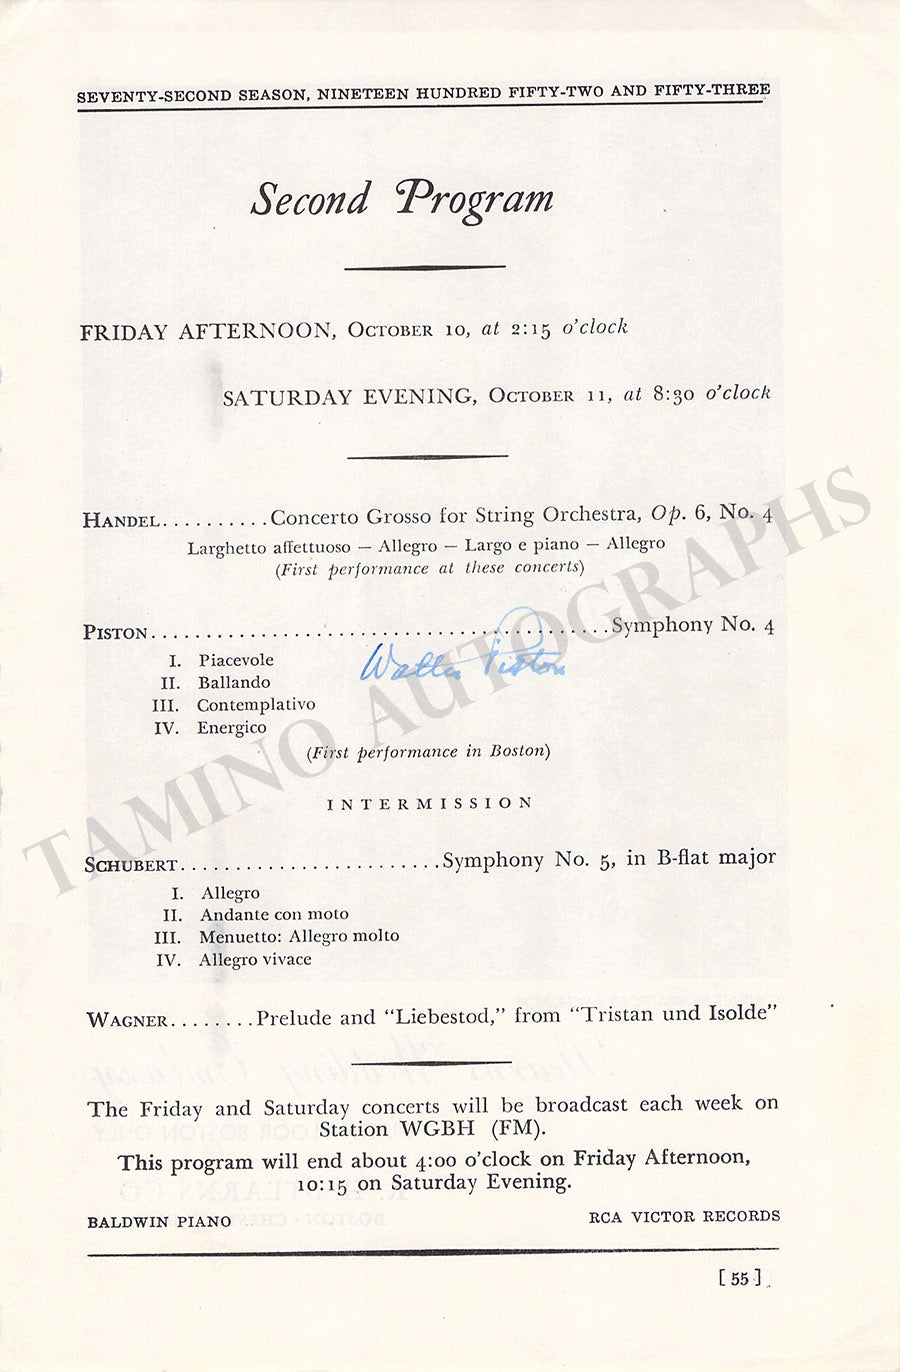 SEVENTY-SECOND SEASON, NINETEEN HUNDRED FIFTY-TWO AND FIFTY-THREE
Second Program
FRIDAY AFTERNOON, OCTOBER 10, at 2:15 o'clock
SATURDAY EVENING, OCTOBER 11, at 8:30 o'clock
HANDEL..........Concerto Grosso for String Orchestra, Op. 6, No. 4
Larghetto affettuoso — Allegro — Largo e piano — Allegro
(First performance at these concerts)
PISTON..........................................Symphony No. 4
I. Piacevole
Walter Piston
II. Ballando
III. Contemplativo
IV. Energico
(First performance in Boston)
TAMINO AUTOGRAPHS
INTERMISSION
SCHUBERT........................Symphony No. 5, in B-flat major
I. Allegro
II. Andante con moto
III. Menuetto: Allegro molto
IV. Allegro vivace
WAGNER........Prelude and "Liebestod," from "Tristan und Isolde"
The Friday and Saturday concerts will be broadcast each week on
Station WGBH (FM).
This program will end about 4:00 o'clock on Friday Afternoon,
10:15 on Saturday Evening.
BALDWIN PIANO RCA VICTOR RECORDS
[ 55 ]